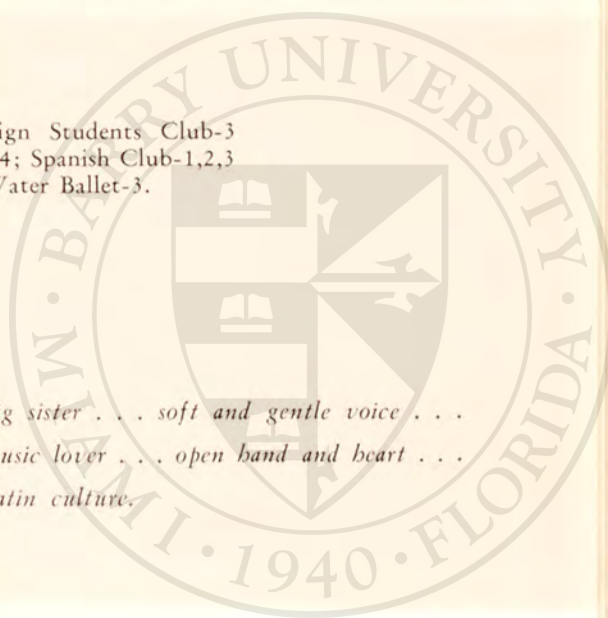 ign Students Club-3
4; Spanish Club-1,2,3
Water Ballet-3.
g sister . . . soft and gentle voice . . .
usic lover . . . open hand and heart . . .
atin culture.
BARRY UNIVERSITY
MIAMI · 1940 · FLORIDA